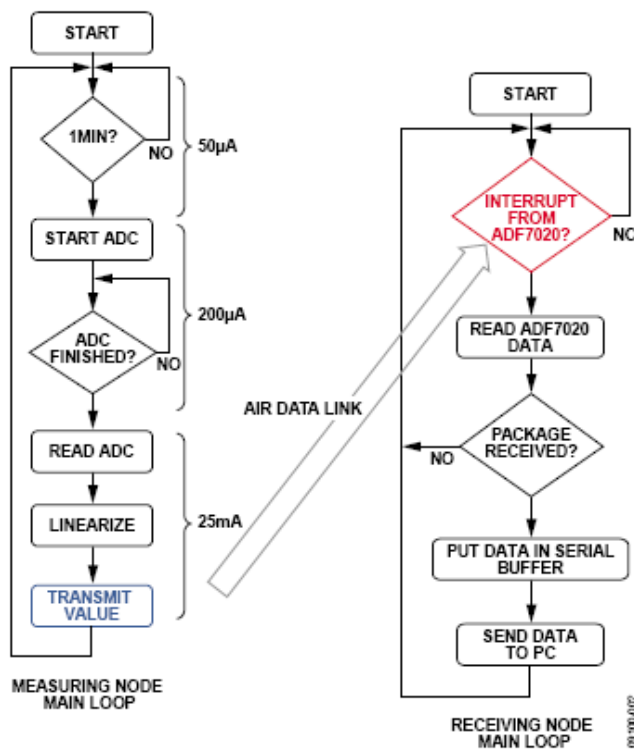 START
1MIN?
NO
50µA
START ADC
200µA
ADC
FINISHED?
NO
READ ADC
LINEARIZE
25mA
TRANSMIT
VALUE
MEASURING NODE
MAIN LOOP
AIR DATA LINK
START
INTERRUPT
FROM
ADF7020?
NO
READ ADF7020
DATA
PACKAGE
RECEIVED?
NO
PUT DATA IN SERIAL
BUFFER
SEND DATA
TO PC
RECEIVING NODE
MAIN LOOP